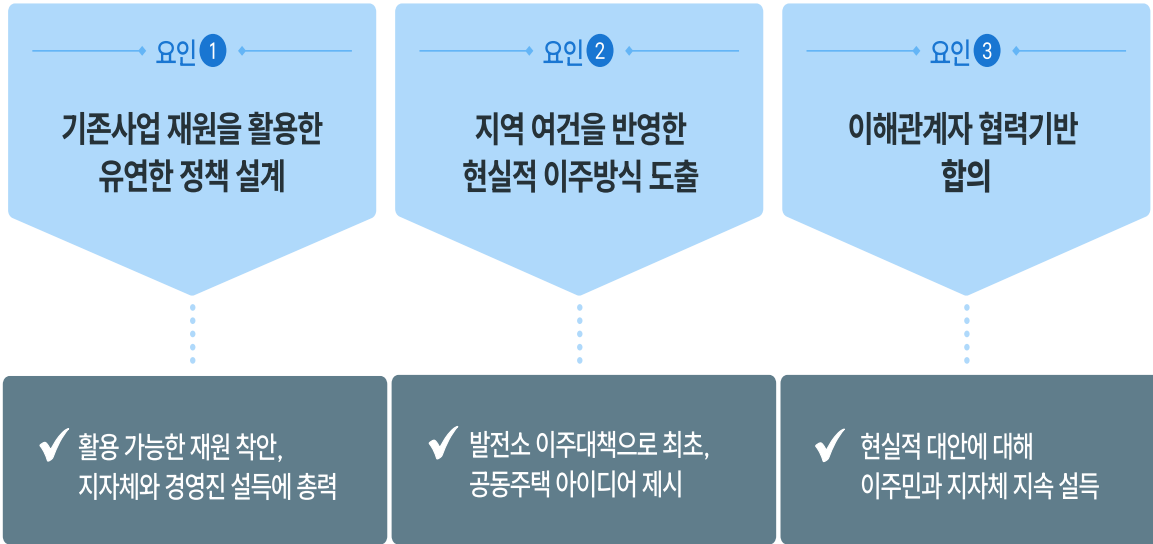 요인 1
기존사업 재원을 활용한
유연한 정책 설계
활용 가능한 재원 착안,
지자체와 경영진 설득에 총력
요인 2
지역 여건을 반영한
현실적 이주방식 도출
발전소 이주대책으로 최초,
공동주택 아이디어 제시
요인 3
이해관계자 협력기반
합의
현실적 대안에 대해
이주민과 지자체 지속 설득